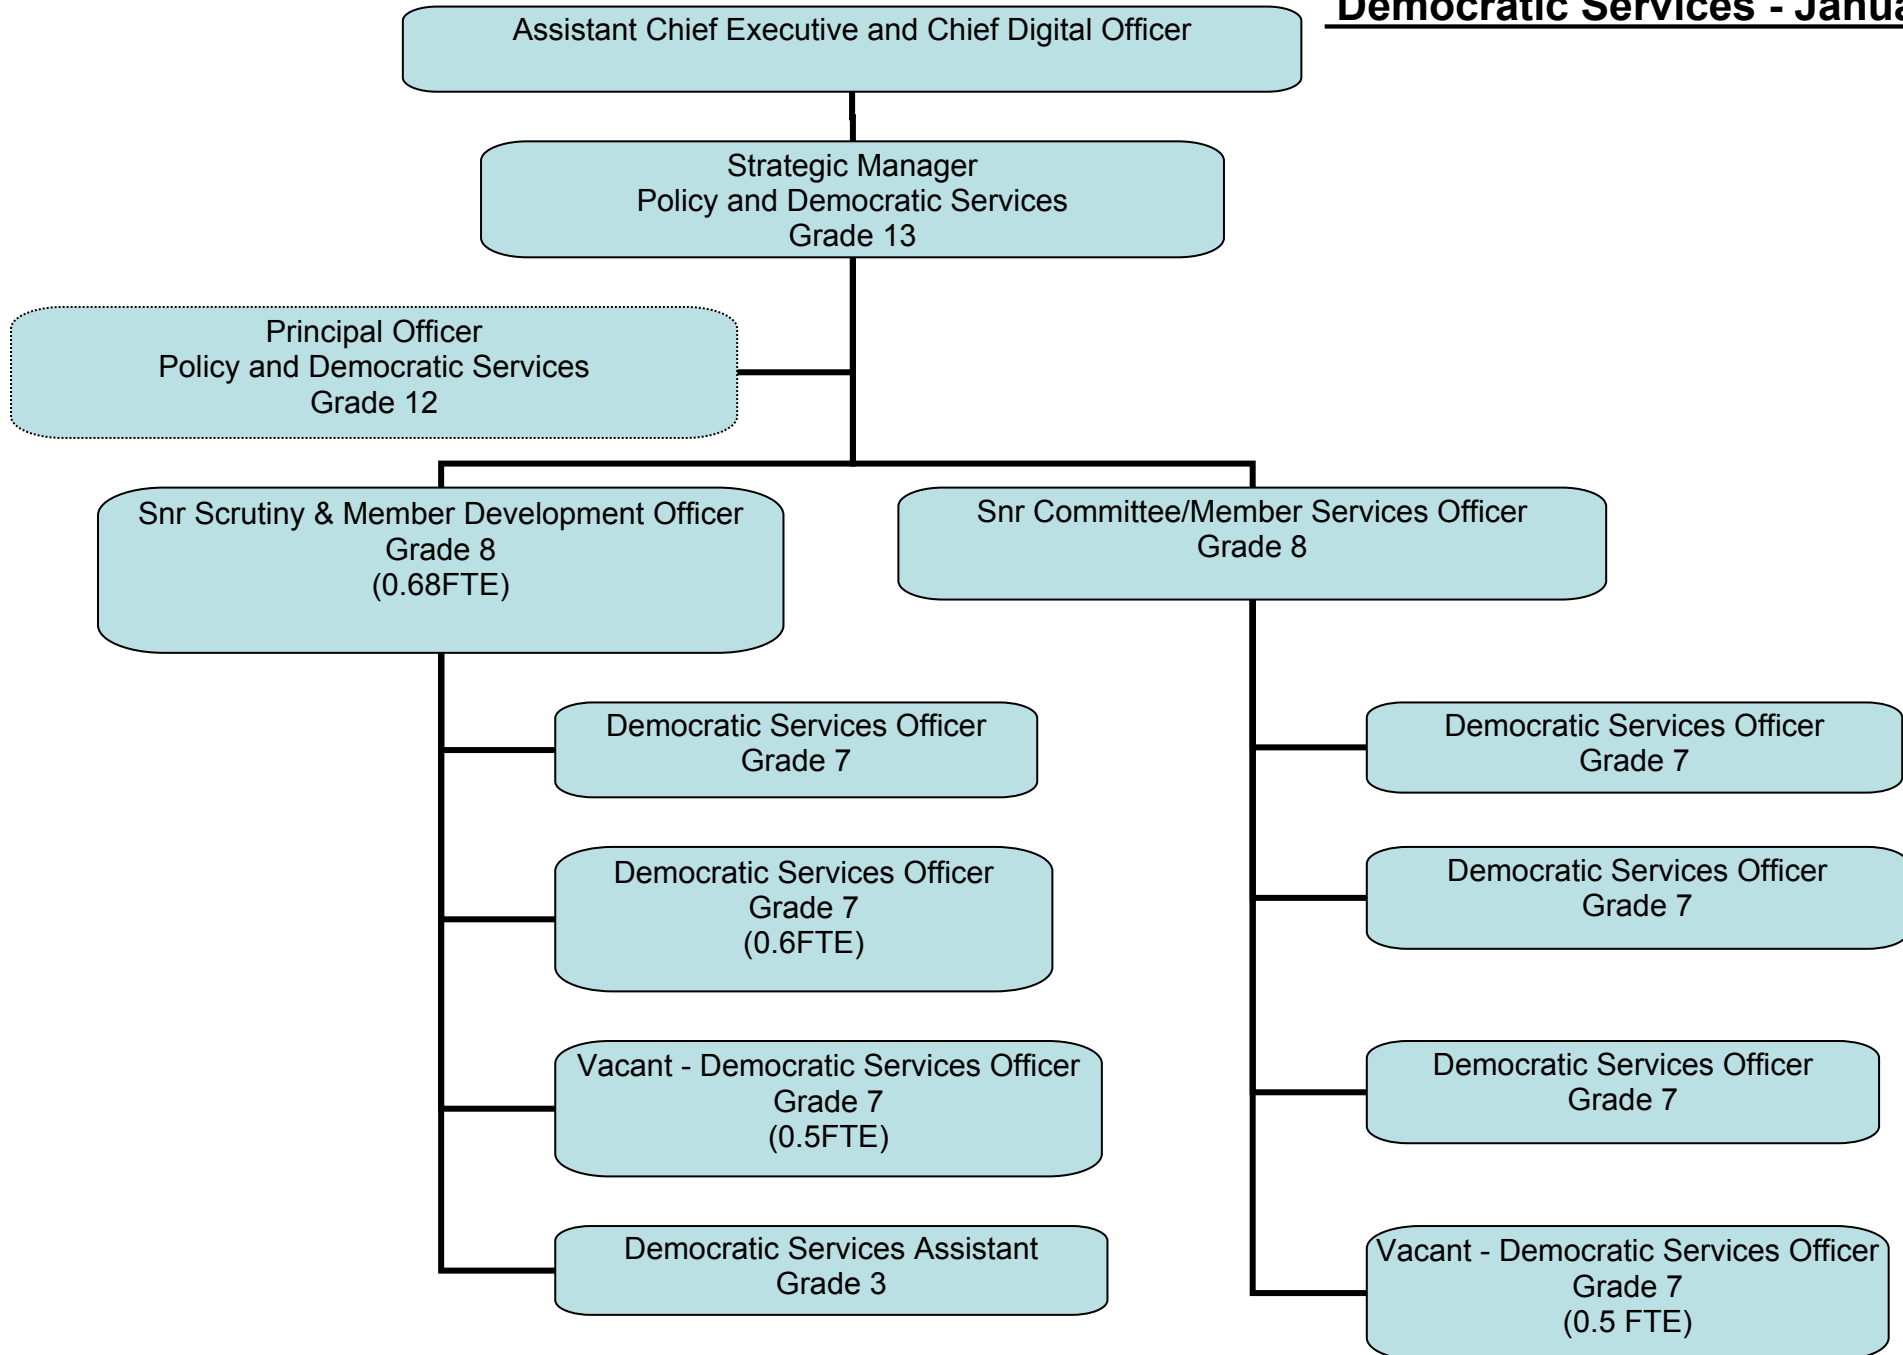 Democratic Services - Janua
Assistant Chief Executive and Chief Digital Officer
Strategic Manager
Policy and Democratic Services
Grade 13
Principal Officer
Policy and Democratic Services
Grade 12
Snr Scrutiny & Member Development Officer
Grade 8
(0.68FTE)
Snr Committee/Member Services Officer
Grade 8
Democratic Services Officer
Grade 7
Democratic Services Officer
Grade 7
(0.6FTE)
Vacant - Democratic Services Officer
Grade 7
(0.5FTE)
Democratic Services Assistant
Grade 3
Democratic Services Officer
Grade 7
Democratic Services Officer
Grade 7
Democratic Services Officer
Grade 7
Vacant - Democratic Services Officer
Grade 7
(0.5 FTE)